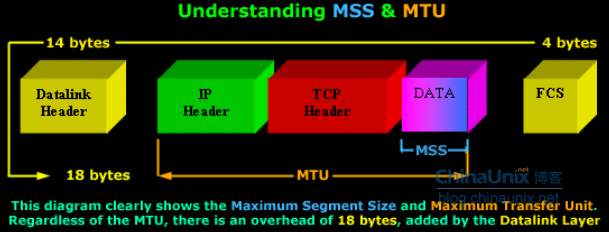 Understanding MSS & MTU
14 bytes
4 bytes
Datalink
Header
IP
Header
TCP
Header
DATA
FCS
MSS
MTU
18 bytes
ChinaUnix.net 博客
blog.chinaunix.net
This diagram clearly shows the Maximum Segment Size and Maximum Transfer Unit.
Regardless of the MTU, there is an overhead of 18 bytes, added by the Datalink Layer